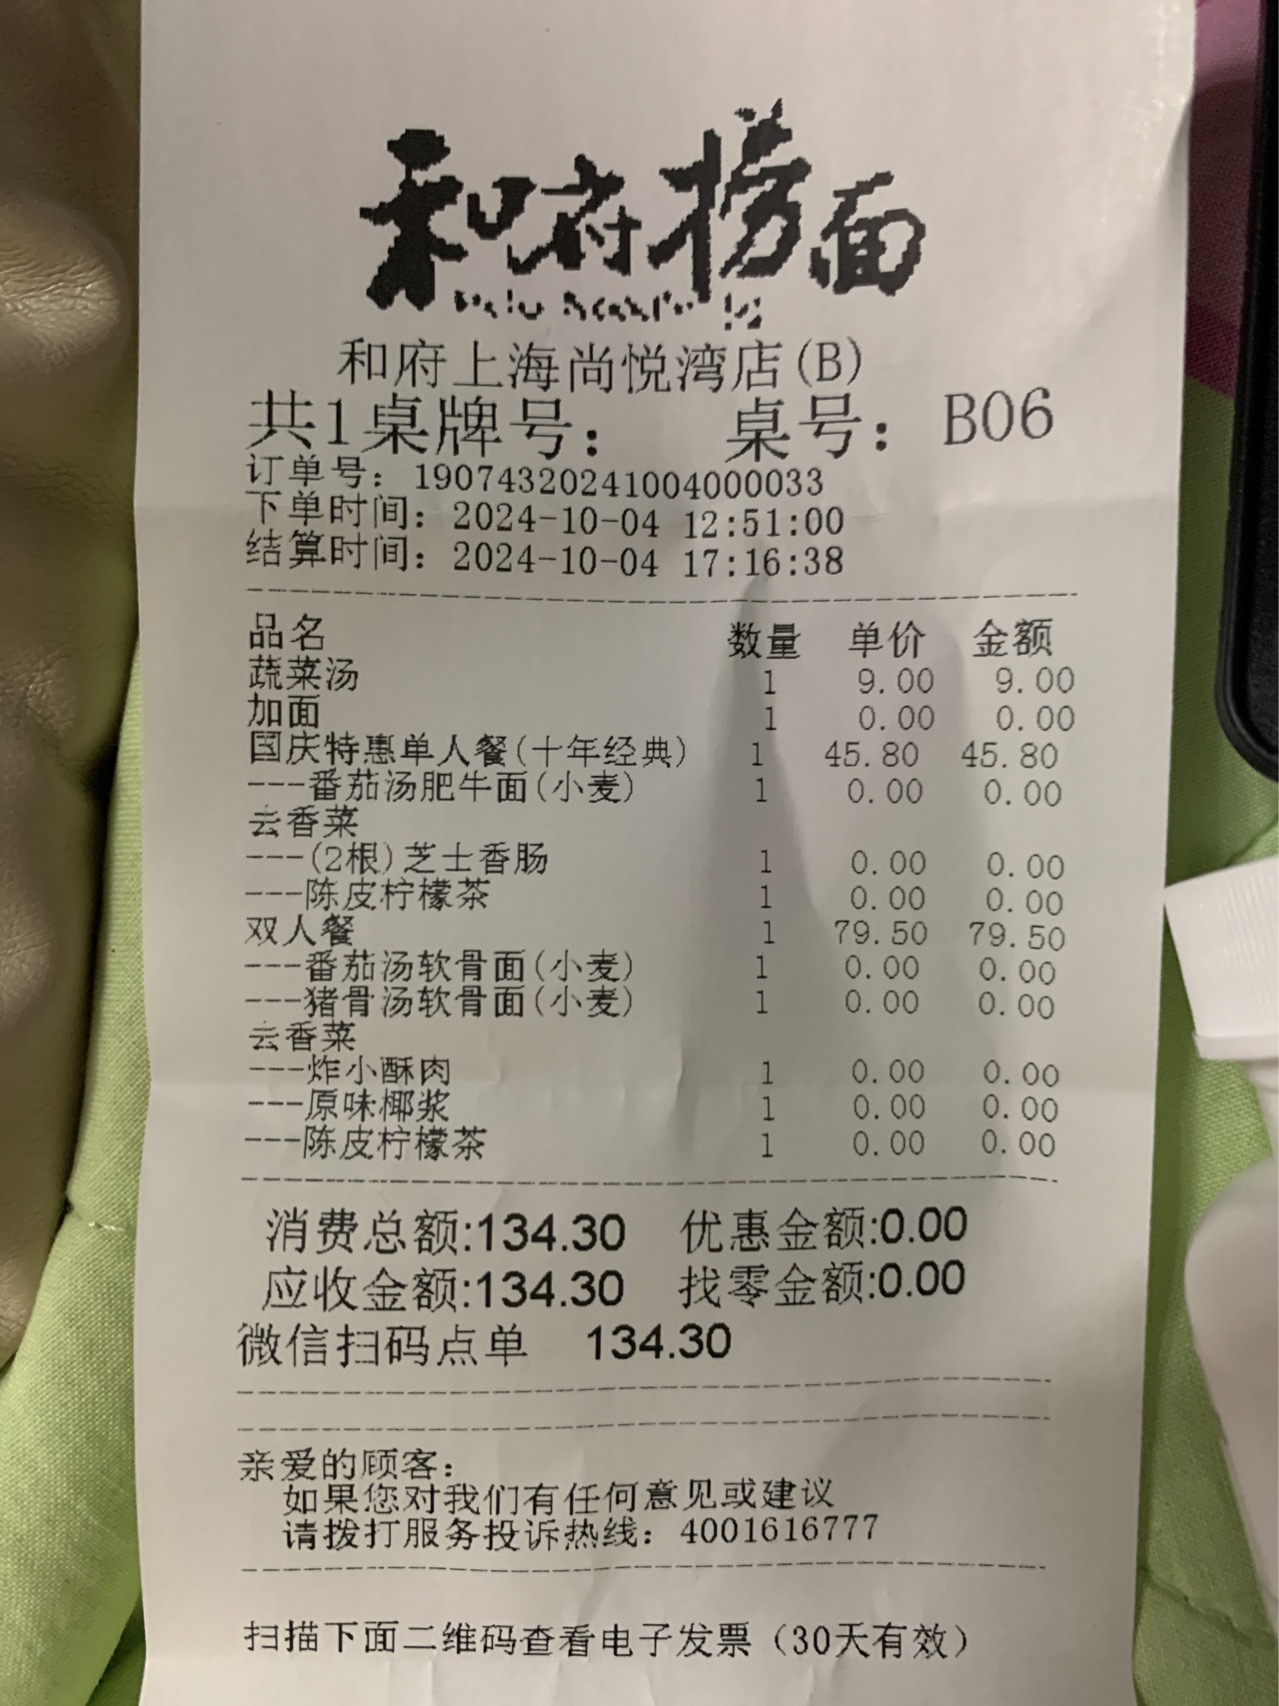 和府捞面
和府上海尚悦湾店(B)
共1桌牌号： 桌号：B06
订单号：19074320241004000033
下单时间：2024-10-04 12:51:00
结算时间：2024-10-04 17:16:38
品名 数量 单价 金额
蔬菜汤 1 9.00 9.00
加面 1 0.00 0.00
国庆特惠单人餐(十年经典) 1 45.80 45.80
---番茄汤肥牛面(小麦) 1 0.00 0.00
去香菜
---(2根)芝士香肠 1 0.00 0.00
---陈皮柠檬茶 1 0.00 0.00
双人餐 1 79.50 79.50
---番茄汤软骨面(小麦) 1 0.00 0.00
---猪骨汤软骨面(小麦) 1 0.00 0.00
去香菜
---炸小酥肉 1 0.00 0.00
---原味椰浆 1 0.00 0.00
---陈皮柠檬茶 1 0.00 0.00
消费总额:134.30 优惠金额:0.00
应收金额:134.30 找零金额:0.00
微信扫码点单 134.30
亲爱的顾客：
如果您对我们有任何意见或建议
请拨打服务投诉热线：4001616777
扫描下面二维码查看电子发票（30天有效）